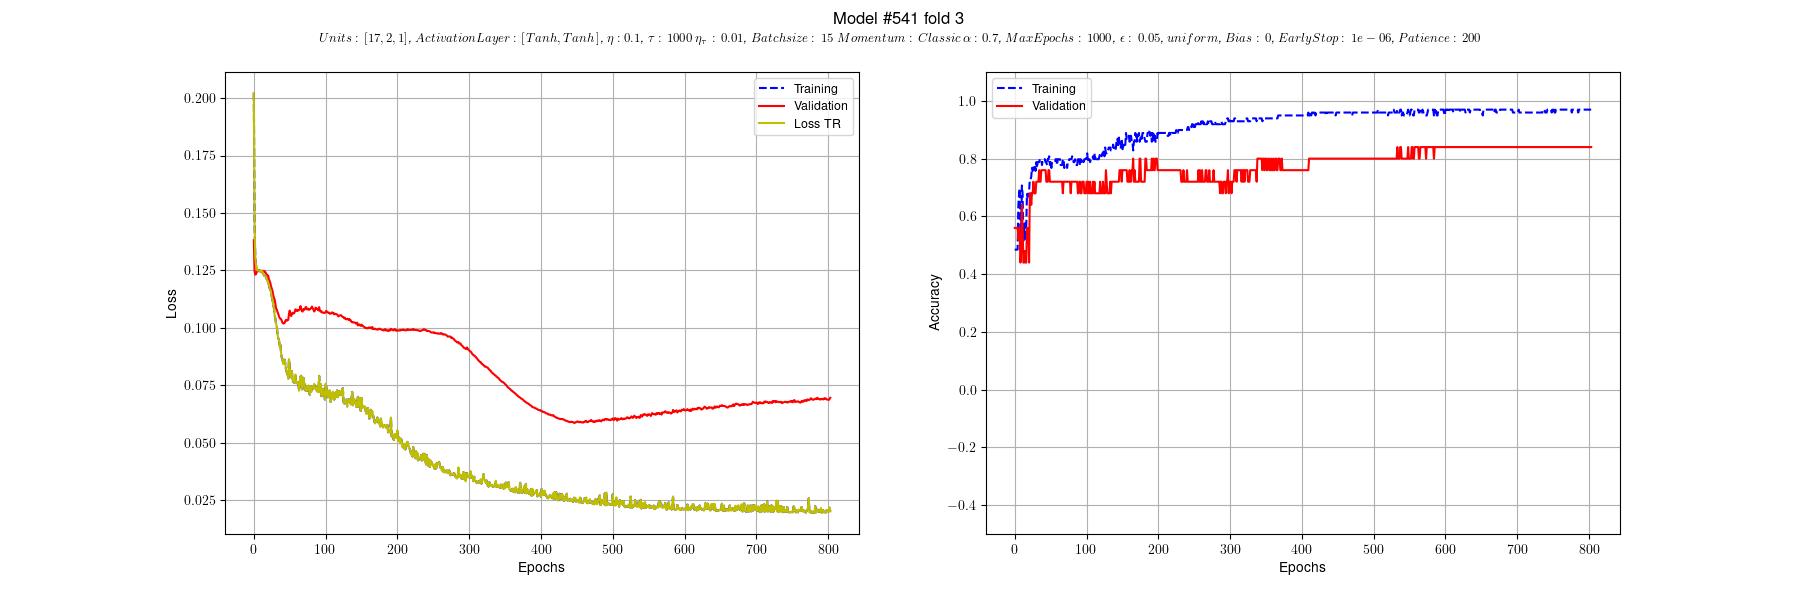 Model #541 fold 3
Units : [17, 2, 1], ActivationLayer : [Tanh, Tanh], η : 0.1, τ : 1000 ητ : 0.01, Batchsize : 15 Momentum : Classic α : 0.7, MaxEpochs : 1000, ϵ : 0.05, uniform, Bias : 0, EarlyStop : 1e − 06, Patience : 200
Training
Validation
Loss TR
0.200
0.175
0.150
0.125
0.100
0.075
0.050
0.025
Loss
0 100 200 300 400 500 600 700 800
Epochs
Training
Validation
1.0
0.8
0.6
0.4
0.2
0.0
−0.2
−0.4
Accuracy
0 100 200 300 400 500 600 700 800
Epochs